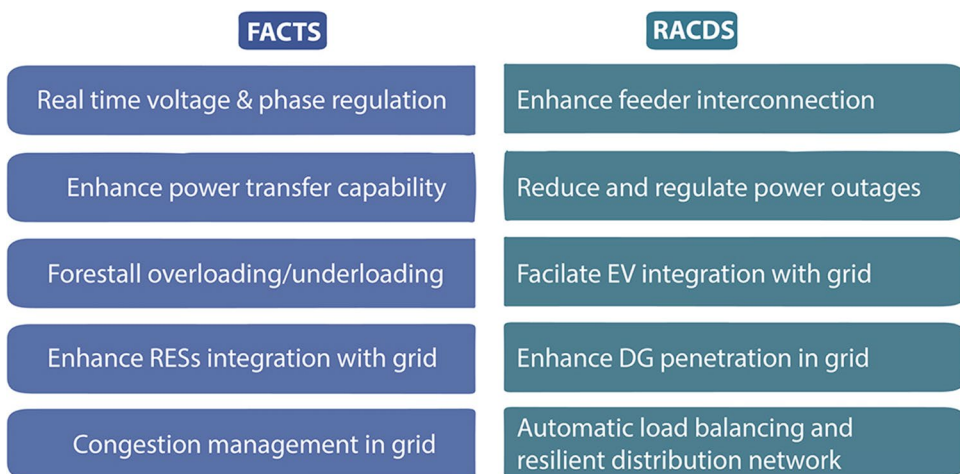 FACTS
Real time voltage & phase regulation
Enhance power transfer capability
Forestall overloading/underloading
Enhance RESs integration with grid
Congestion management in grid
RACDS
Enhance feeder interconnection
Reduce and regulate power outages
Facilate EV integration with grid
Enhance DG penetration in grid
Automatic load balancing and
resilient distribution network